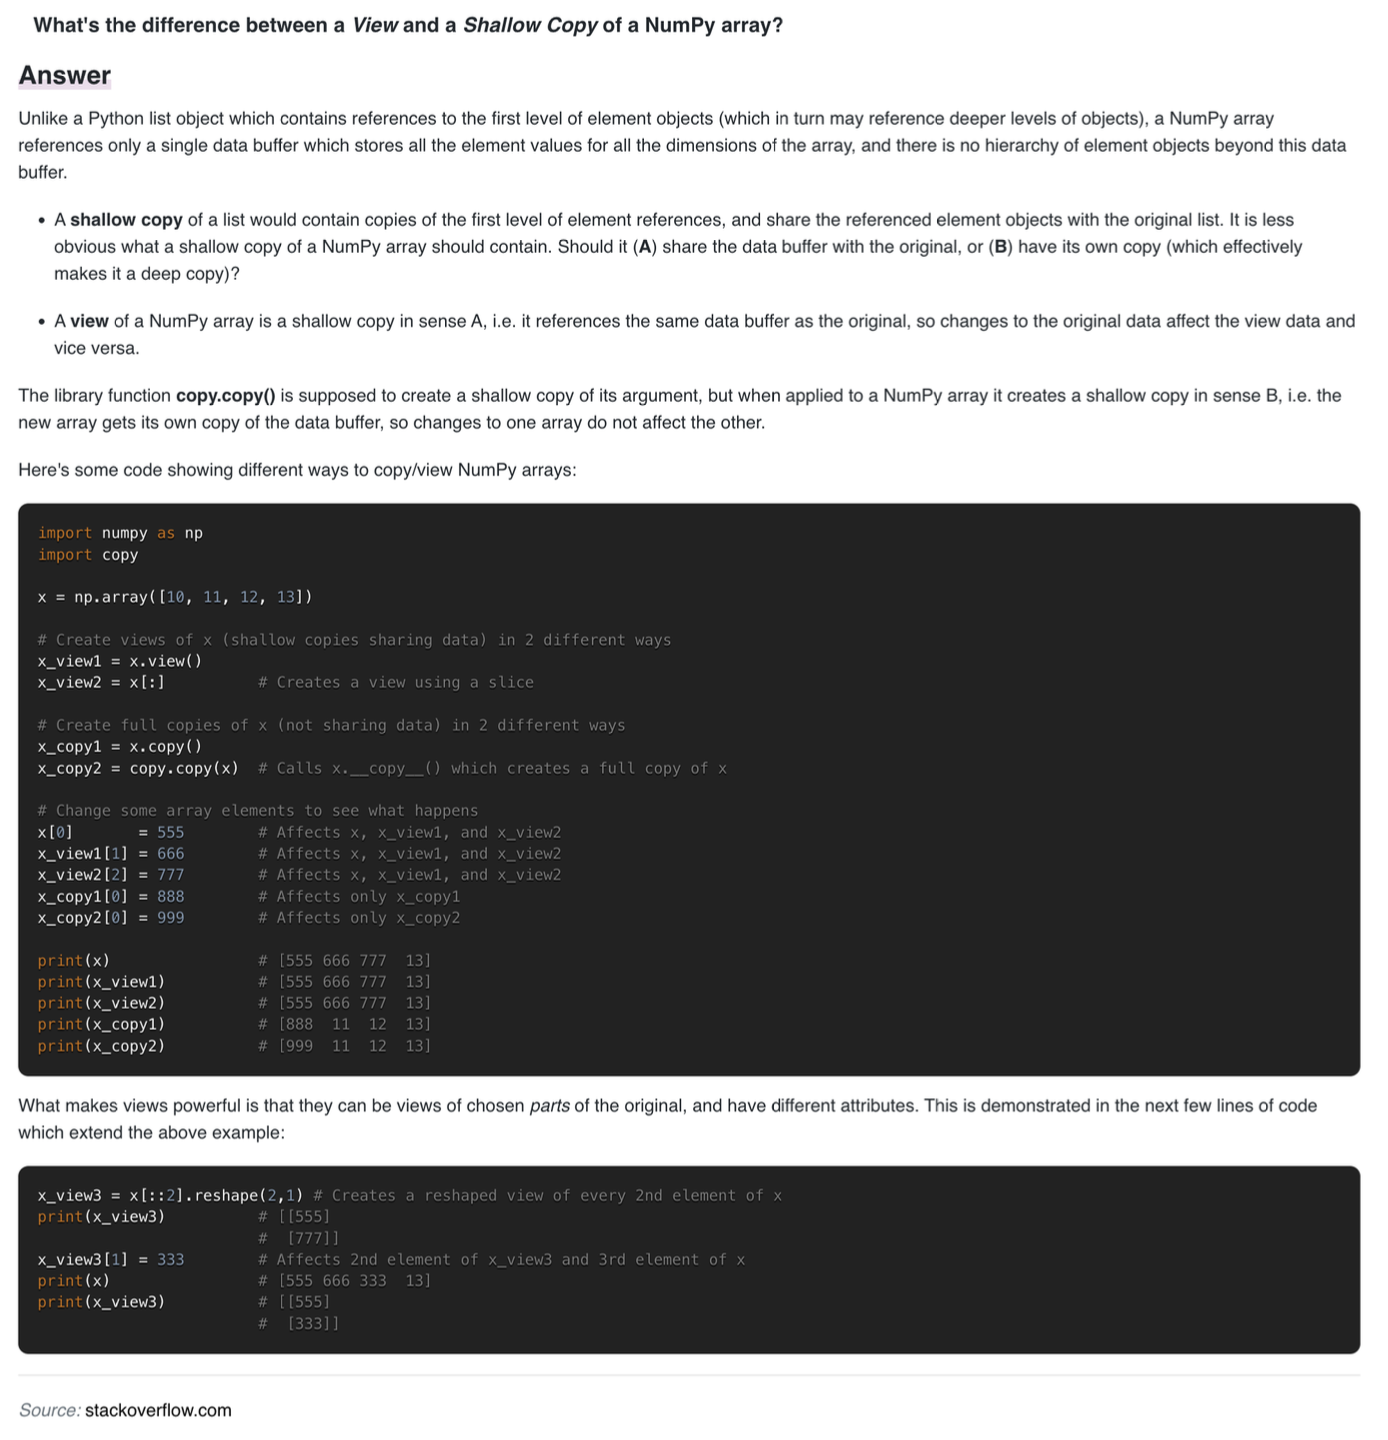 What's the difference between a View and a Shallow Copy of a NumPy array?
Answer
Unlike a Python list object which contains references to the first level of element objects (which in turn may reference deeper levels of objects), a NumPy array
references only a single data buffer which stores all the element values for all the dimensions of the array, and there is no hierarchy of element objects beyond this data
buffer.
• A shallow copy of a list would contain copies of the first level of element references, and share the referenced element objects with the original list. It is less
obvious what a shallow copy of a NumPy array should contain. Should it (A) share the data buffer with the original, or (B) have its own copy (which effectively
makes it a deep copy)?
• A view of a NumPy array is a shallow copy in sense A, i.e. it references the same data buffer as the original, so changes to the original data affect the view data and
vice versa.
The library function copy.copy() is supposed to create a shallow copy of its argument, but when applied to a NumPy array it creates a shallow copy in sense B, i.e. the
new array gets its own copy of the data buffer, so changes to one array do not affect the other.
Here's some code showing different ways to copy/view NumPy arrays:
import numpy as np
import copy
x = np.array([10, 11, 12, 13])
# Create views of x (shallow copies sharing data) in 2 different ways
x_view1 = x.view()
x_view2 = x[:]          # Creates a view using a slice
# Create full copies of x (not sharing data) in 2 different ways
x_copy1 = x.copy()
x_copy2 = copy.copy(x)  # Calls x.__copy__() which creates a full copy of x
# Change some array elements to see what happens
x[0]       = 555        # Affects x, x_view1, and x_view2
x_view1[1] = 666        # Affects x, x_view1, and x_view2
x_view2[2] = 777        # Affects x, x_view1, and x_view2
x_copy1[0] = 888        # Affects only x_copy1
x_copy2[0] = 999        # Affects only x_copy2
print(x)                # [555 666 777  13]
print(x_view1)          # [555 666 777  13]
print(x_view2)          # [555 666 777  13]
print(x_copy1)          # [888  11  12  13]
print(x_copy2)          # [999  11  12  13]
What makes views powerful is that they can be views of chosen parts of the original, and have different attributes. This is demonstrated in the next few lines of code
which extend the above example:
x_view3 = x[::2].reshape(2,1) # Creates a reshaped view of every 2nd element of x
print(x_view3)          # [[555]
                        #  [777]]
x_view3[1] = 333        # Affects 2nd element of x_view3 and 3rd element of x
print(x)                # [555 666 333  13]
print(x_view3)          # [[555]
                        #  [333]]
Source: stackoverflow.com